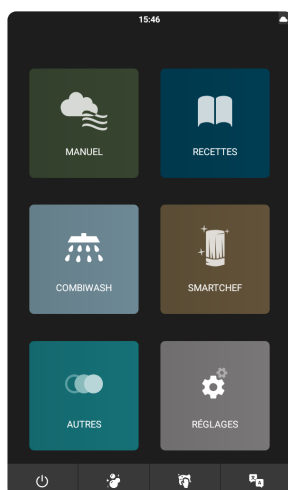 15:46
MANUEL
RECETTES
COMBIWASH
SMARTCHEF
AUTRES
RÉGLAGES